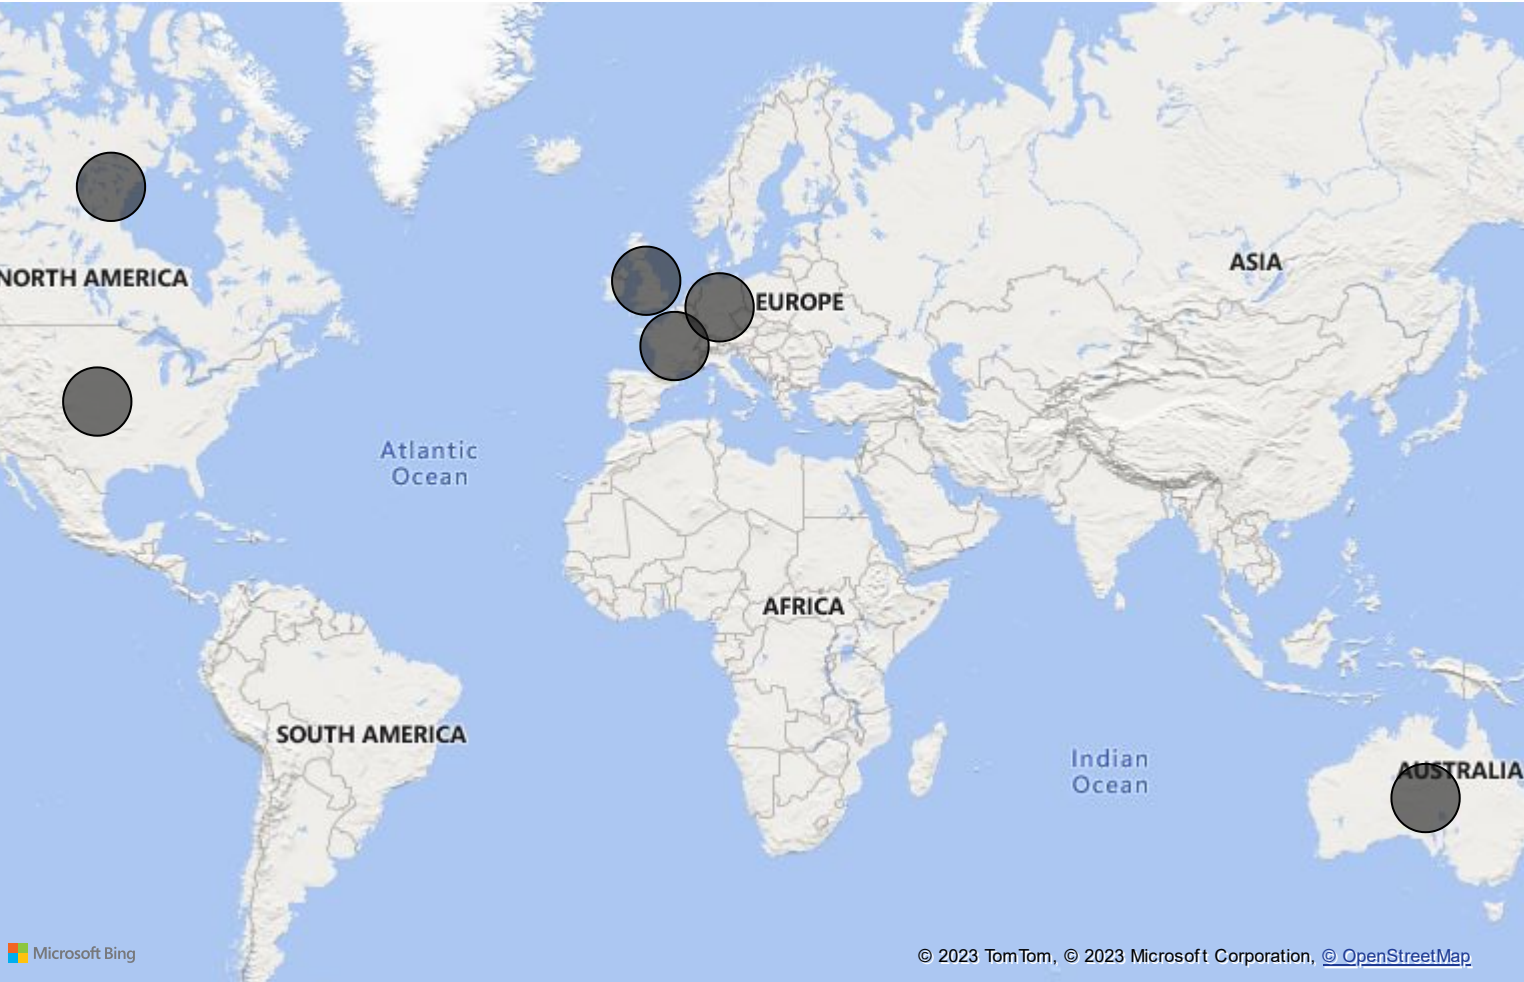 ASIA
NORTH AMERICA
EUROPE
Atlantic
Ocean
AFRICA
SOUTH AMERICA
Indian
Ocean
AUSTRALIA
Microsoft Bing
© 2023 TomTom, © 2023 Microsoft Corporation, © OpenStreetMap